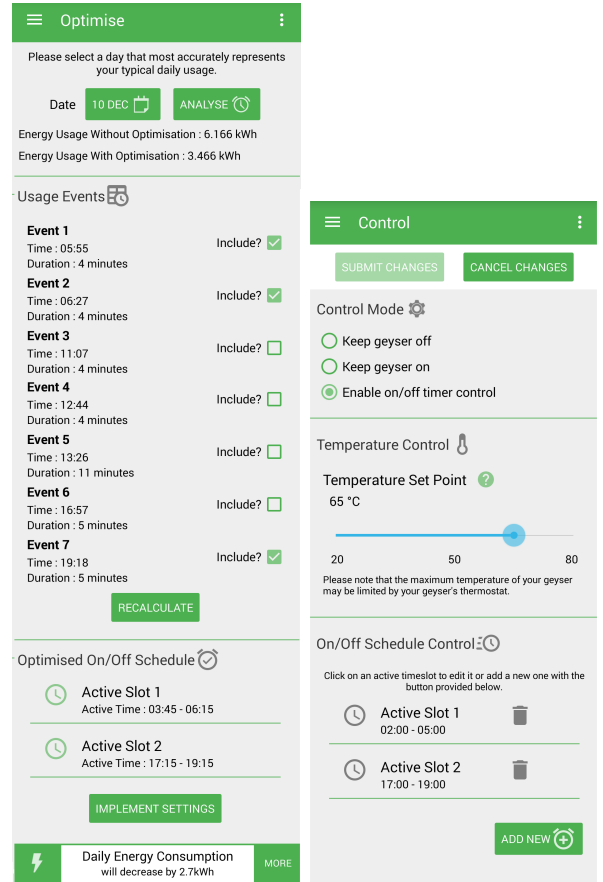 Optimise
Please select a day that most accurately represents
your typical daily usage.
Date
10 DEC
ANALYSE
Energy Usage Without Optimisation : 6.166 kWh
Energy Usage With Optimisation : 3.466 kWh
Usage Events
Event 1
Time : 05:55
Duration : 4 minutes
Include?
Event 2
Time : 06:27
Duration : 4 minutes
Include?
Event 3
Time : 11:07
Duration : 4 minutes
Include?
Event 4
Time : 12:44
Duration : 4 minutes
Include?
Event 5
Time : 13:26
Duration : 11 minutes
Include?
Event 6
Time : 16:57
Duration : 5 minutes
Include?
Event 7
Time : 19:18
Duration : 5 minutes
Include?
RECALCULATE
Optimised On/Off Schedule
Active Slot 1
Active Time : 03:45 - 06:15
Active Slot 2
Active Time : 17:15 - 19:15
IMPLEMENT SETTINGS
Daily Energy Consumption
will decrease by 2.7kWh
MORE
Control
SUBMIT CHANGES
CANCEL CHANGES
Control Mode
Keep geyser off
Keep geyser on
Enable on/off timer control
Temperature Control
Temperature Set Point ?
65 °C
20 50 80
Please note that the maximum temperature of your geyser
may be limited by your geyser's thermostat.
On/Off Schedule Control
Click on an active timeslot to edit it or add a new one with the
button provided below.
Active Slot 1
02:00 - 05:00
Active Slot 2
17:00 - 19:00
ADD NEW